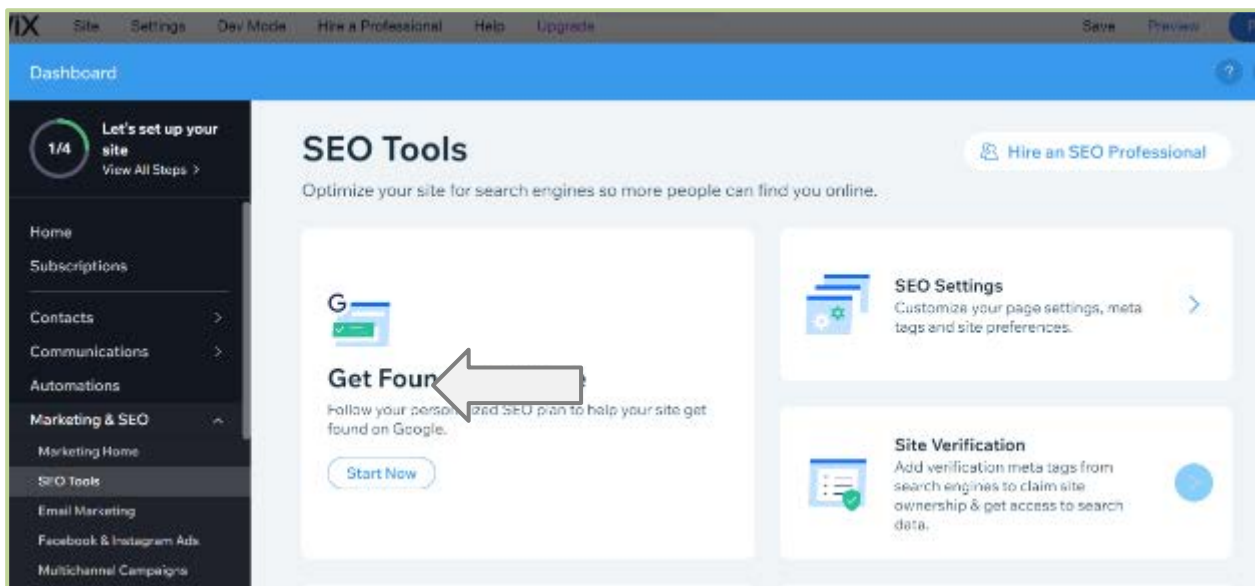 WIX Site Settings Dev Mode Hire a Professional Help Upgrade Save Preview
Dashboard
?
1/4
Let's set up your
site
View All Steps >
Home
Subscriptions
Contacts
Communications
Automations
Marketing & SEO
Marketing Home
SEO Tools
Email Marketing
Facebook & Instagram Ads
Multichannel Campaigns
SEO Tools
Hire an SEO Professional
Optimize your site for search engines so more people can find you online.
G
Get Foun
Follow your personalized SEO plan to help your site get
found on Google.
Start Now
SEO Settings
Customize your page settings, meta
tags and site preferences.
Site Verification
Add verification meta tags from
search engines to claim site
ownership & get access to search
data.